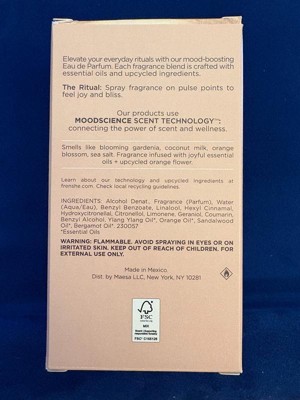 Elevate your everyday rituals with our mood-boosting
Eau de Parfum. Each fragrance blend is crafted with
essential oils and upcycled ingredients.
The Ritual: Spray fragrance on pulse points to
feel joy and bliss.
Our products use
MOODSCIENCE SCENT TECHNOLOGY™:
connecting the power of scent and wellness.
Smells like blooming gardenia, coconut milk, orange
blossom, sea salt. Fragrance infused with joyful essential
oils + upcycled orange flower.
Learn about our technology and upcycled ingredients at
Check local recycling guidelines.
INGREDIENTS: Alcohol Denat., Fragrance (Parfum), Water
(Aqua/Eau), Benzyl Benzoate, Linalool, Hexyl Cinnamal,
Hydroxycitronellal, Citronellol, Limonene, Geraniol, Coumarin,
Benzyl Alcohol, Ylang Ylang Oil*, Orange Oil*, Sandalwood
Oil*, Bergamot Oil*. 230057
*Essential Oils
WARNING: FLAMMABLE. AVOID SPRAYING IN EYES OR ON
IRRITATED SKIN. KEEP OUT OF REACH OF CHILDREN. FOR
EXTERNAL USE ONLY.
Made in Mexico.
Dist. by Maesa LLC, New York, NY 10281
FSC
MIX